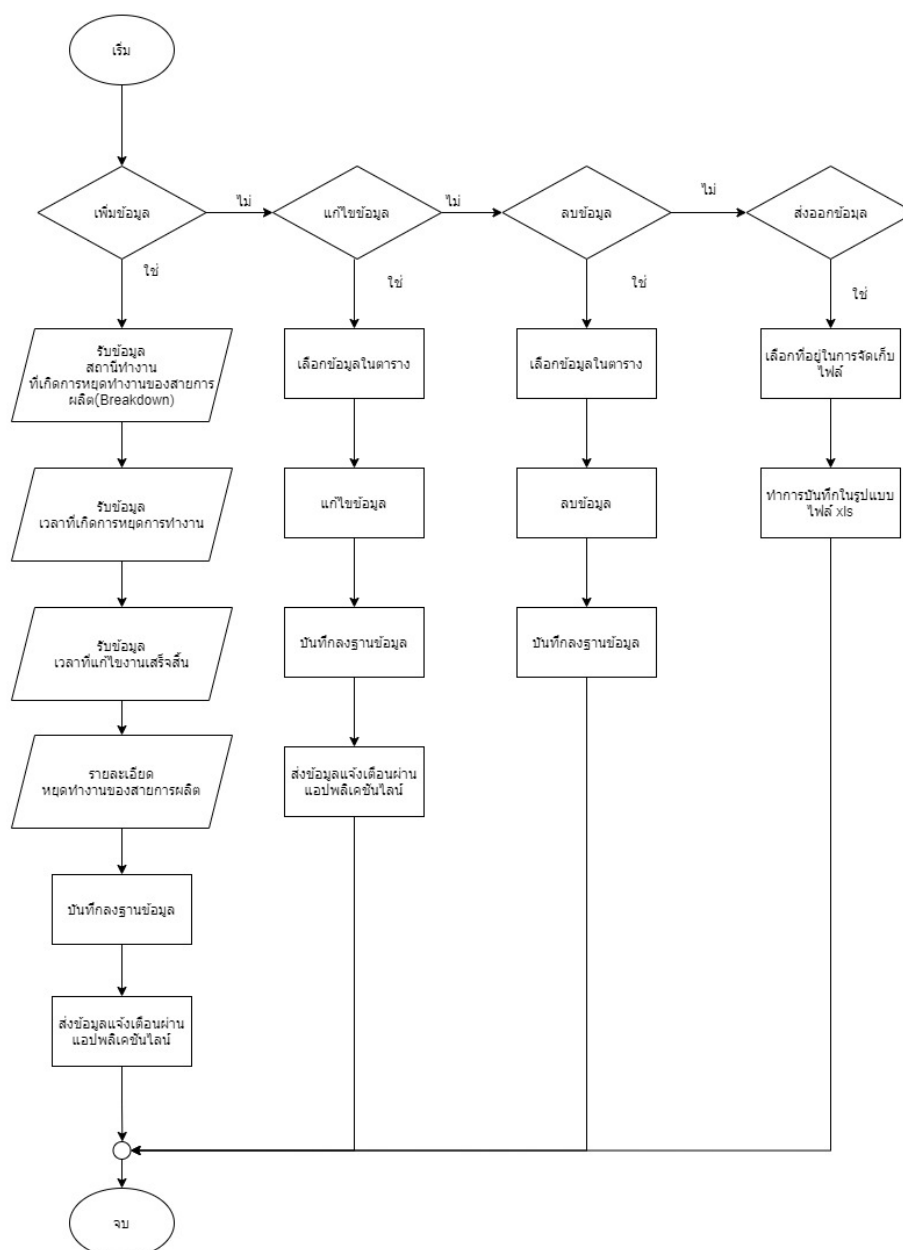 เริ่ม
เพิ่มข้อมูล
ไม่
แก้ไขข้อมูล
ไม่
ลบข้อมูล
ไม่
ส่งออกข้อมูล
ใช่
ใช่
ใช่
ใช่
รับข้อมูล
สถานีทำงาน
ที่เกิดการหยุดทำงานของสายการ
ผลิต(Breakdown)
เลือกข้อมูลในตาราง
เลือกข้อมูลในตาราง
เลือกที่อยู่ในการจัดเก็บ
ไฟล์
รับข้อมูล
เวลาที่เกิดการหยุดการทำงาน
แก้ไขข้อมูล
ลบข้อมูล
ทำการบันทึกในรูปแบบ
ไฟล์ xls
รับข้อมูล
เวลาที่แก้ไขงานเสร็จสิ้น
บันทึกลงฐานข้อมูล
บันทึกลงฐานข้อมูล
รายละเอียด
หยุดทำงานของสายการผลิต
ส่งข้อมูลแจ้งเตือนผ่าน
แอปพลิเคชันไลน์
บันทึกลงฐานข้อมูล
ส่งข้อมูลแจ้งเตือนผ่าน
แอปพลิเคชันไลน์
จบ